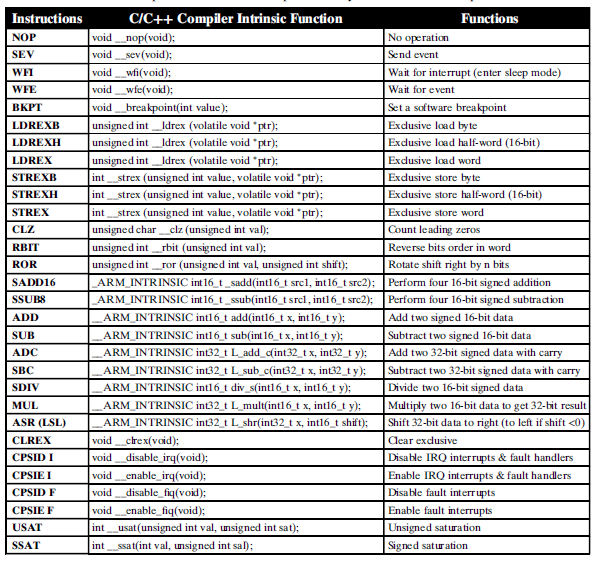 Instructions C/C++ Compiler Intrinsic Function Functions
NOP void __nop(void); No operation
SEV void __sev(void); Send event
WFI void __wfi(void); Wait for interrupt (enter sleep mode)
WFE void __wfe(void); Wait for event
BKPT void __breakpoint(int value); Set a software breakpoint
LDREXB unsigned int __ldrex (volatile void *ptr); Exclusive load byte
LDREXH unsigned int __ldrex (volatile void *ptr); Exclusive load half-word (16-bit)
LDREX unsigned int __ldrex (volatile void *ptr); Exclusive load word
STREXB int __strex (unsigned int value, volatile void *ptr); Exclusive store byte
STREXH int __strex (unsigned int value, volatile void *ptr); Exclusive store half-word (16-bit)
STREX int __strex (unsigned int value, volatile void *ptr); Exclusive store word
CLZ unsigned char __clz (unsigned int val); Count leading zeros
RBIT unsigned int __rbit (unsigned int val); Reverse bits order in word
ROR unsigned int __ror (unsigned int val, unsigned int shift); Rotate shift right by n bits
SADD16 _ARM_INTRINSIC int16_t _sadd(int16_t src1, int16_t src2); Perform four 16-bit signed addition
SSUB8 _ARM_INTRINSIC int16_t _ssub(int16_t src1, int16_t src2); Perform four 16-bit signed subtraction
ADD __ARM_INTRINSIC int16_t add(int16_t x, int16_t y); Add two signed 16-bit data
SUB __ARM_INTRINSIC int16_t sub(int16_t x, int16_t y); Subtract two signed 16-bit data
ADC __ARM_INTRINSIC int32_t L_add_c(int32_t x, int32_t y); Add two 32-bit signed data with carry
SBC __ARM_INTRINSIC int32_t L_sub_c(int32_t x, int32_t y); Subtract two 32-bit signed data with carry
SDIV __ARM_INTRINSIC int16_t div_s(int16_t x, int16_t y); Divide two 16-bit signed data
MUL __ARM_INTRINSIC int32_t L_mult(int16_t x, int16_t y); Multiply two 16-bit data to get 32-bit result
ASR (LSL) __ARM_INTRINSIC int32_t L_shr(int32_t x, int16_t shift); Shift 32-bit data to right (to left if shift <0)
CLREX void __clrex(void); Clear exclusive
CPSID I void __disable_irq(void); Disable IRQ interrupts & fault handlers
CPSIE I void __enable_irq(void); Enable IRQ interrupts & fault handlers
CPSID F void __disable_fiq(void); Disable fault interrupts
CPSIE F void __enable_fiq(void); Enable fault interrupts
USAT int __usat(unsigned int val, unsigned int sat); Unsigned saturation
SSAT int __ssat(int val, unsigned int sal); Signed saturation